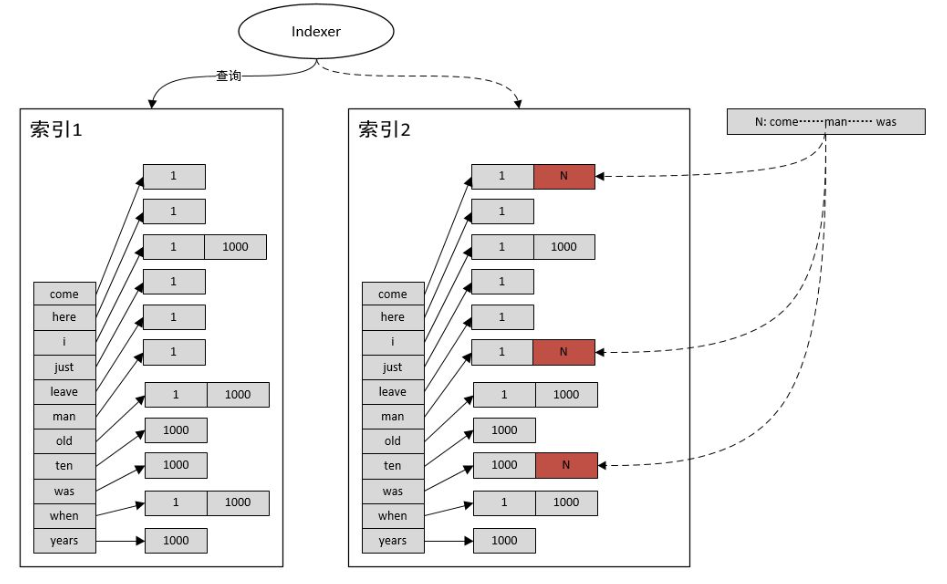 Indexer
查询
索引1
索引2
N: come……man…… was
1
1
1 1000
1
1
1
1 1000
1000
1000
1 1000
1000
come
here
i
just
leave
man
old
ten
was
when
years
1 N
1
1 1000
1
1
1 N
1 1000
1000
1000 N
1 1000
1000
come
here
i
just
leave
man
old
ten
was
when
years